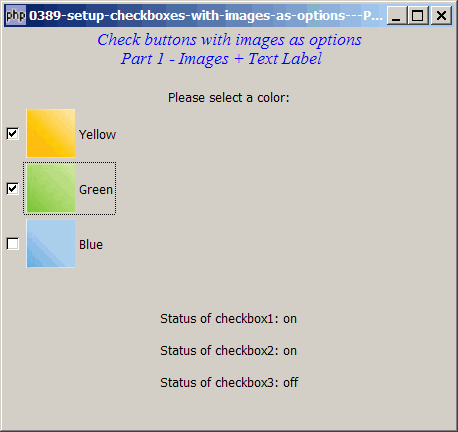 php 0389-setup-checkboxes-with-images-as-options---P...
Check buttons with images as options
Part 1 - Images + Text Label
Please select a color:
Yellow
Green
Blue
Status of checkbox1: on
Status of checkbox2: on
Status of checkbox3: off